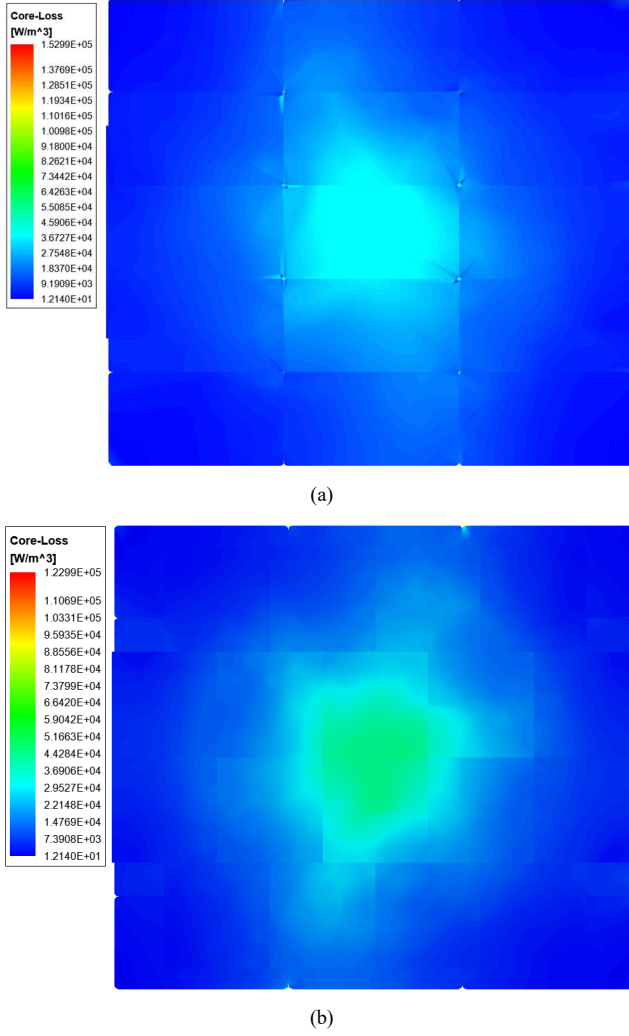 Core-Loss
[W/m^3]
1.5299E+05
1.3769E+05
1.2851E+05
1.1934E+05
1.1016E+05
1.0098E+05
9.1800E+04
8.2621E+04
7.3442E+04
6.4263E+04
5.5085E+04
4.5906E+04
3.6727E+04
2.7548E+04
1.8370E+04
9.1909E+03
1.2140E+01
(a)
Core-Loss
[W/m^3]
1.2299E+05
1.1069E+05
1.0331E+05
9.5935E+04
8.8556E+04
8.1178E+04
7.3799E+04
6.6420E+04
5.9042E+04
5.1663E+04
4.4284E+04
3.6906E+04
2.9527E+04
2.2148E+04
1.4769E+04
7.3908E+03
1.2140E+01
(b)